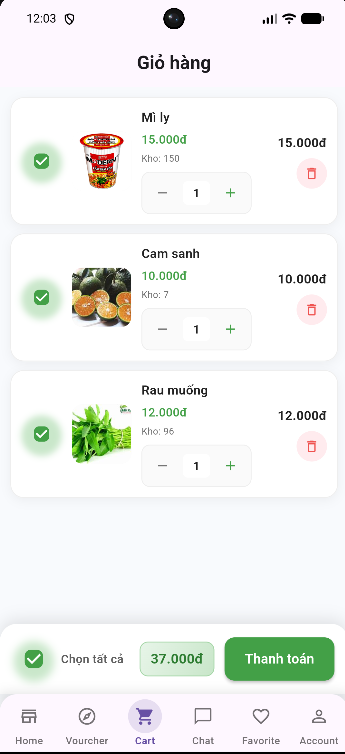 12:03
Giỏ hàng
Mì ly
15.000đ
15.000đ
Kho: 150
1
Cam sanh
10.000đ
10.000đ
Kho: 7
1
Rau muống
12.000đ
12.000đ
Kho: 96
1
Chọn tất cả
37.000đ
Thanh toán
Home
Vourcher
Cart
Chat
Favorite
Account